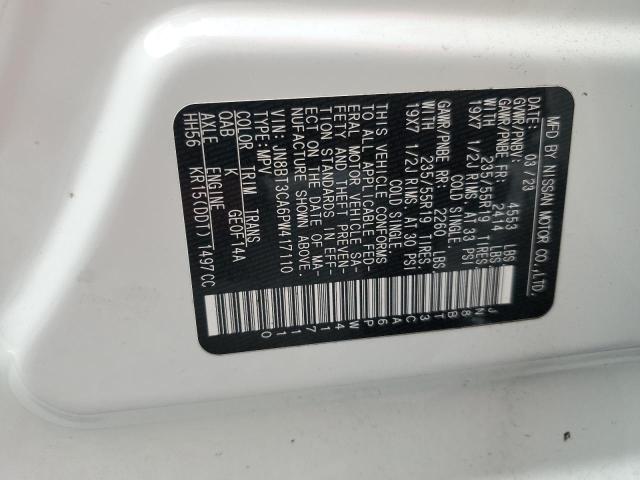 MFD BY NISSAN MOTOR CO.,LTD.
DATE: 03/23
GVWR/PNBV: 4553 LBS
GAWR/PNBE FR: 2414 LBS
WITH 235/55R19 TIRES
19X7 1/2J RIMS, AT 33 PSI
COLD SINGLE
GAWR/PNBE RR: 2260 LBS
WITH 235/55R19 TIRES
19X7 1/2J RIMS, AT 30 PSI
COLD SINGLE
THIS VEHICLE CONFORMS
TO ALL APPLICABLE FED-
ERAL MOTOR VEHICLE SA-
FETY AND THEFT PREVEN-
TION STANDARDS IN EFF-
ECT ON THE DATE OF MA-
NUFACTURE SHOWN ABOVE.
JN8BT3CA6PW417110
TYPE: MPV
COLOR TRIM TRANS
QAB K GE0F14A
AXLE ENGINE
HH56 KR15(DDT) 1497CC
JN8BT3CA6PW417110